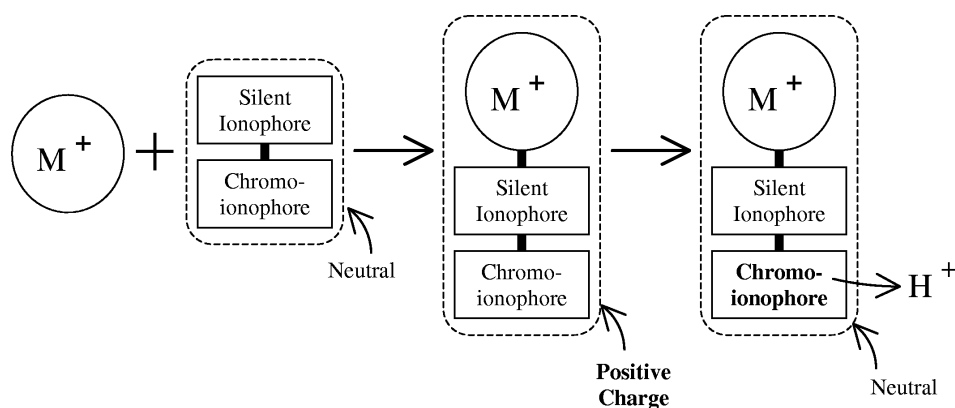 M +
+
Silent
Ionophore
Chromo-
ionophore
Neutral
M +
Silent
Ionophore
Chromo-
ionophore
Positive
Charge
M +
Silent
Ionophore
Chromo-
ionophore
H +
Neutral